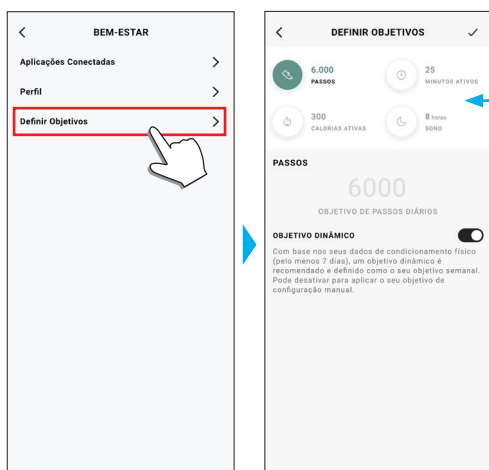 BEM-ESTAR
Aplicações Conectadas
Perfil
Definir Objetivos
DEFINIR OBJETIVOS
6.000
PASSOS
25
MINUTOS ATIVOS
300
CALORIAS ATIVAS
8 horas
SONO
PASSOS
6000
OBJETIVO DE PASSOS DIÁRIOS
OBJETIVO DINÂMICO
Com base nos seus dados de condicionamento físico
(pelo menos 7 dias), um objetivo dinâmico é
recomendado e definido como o seu objetivo semanal.
Pode desativar para aplicar o seu objetivo de
configuração manual.